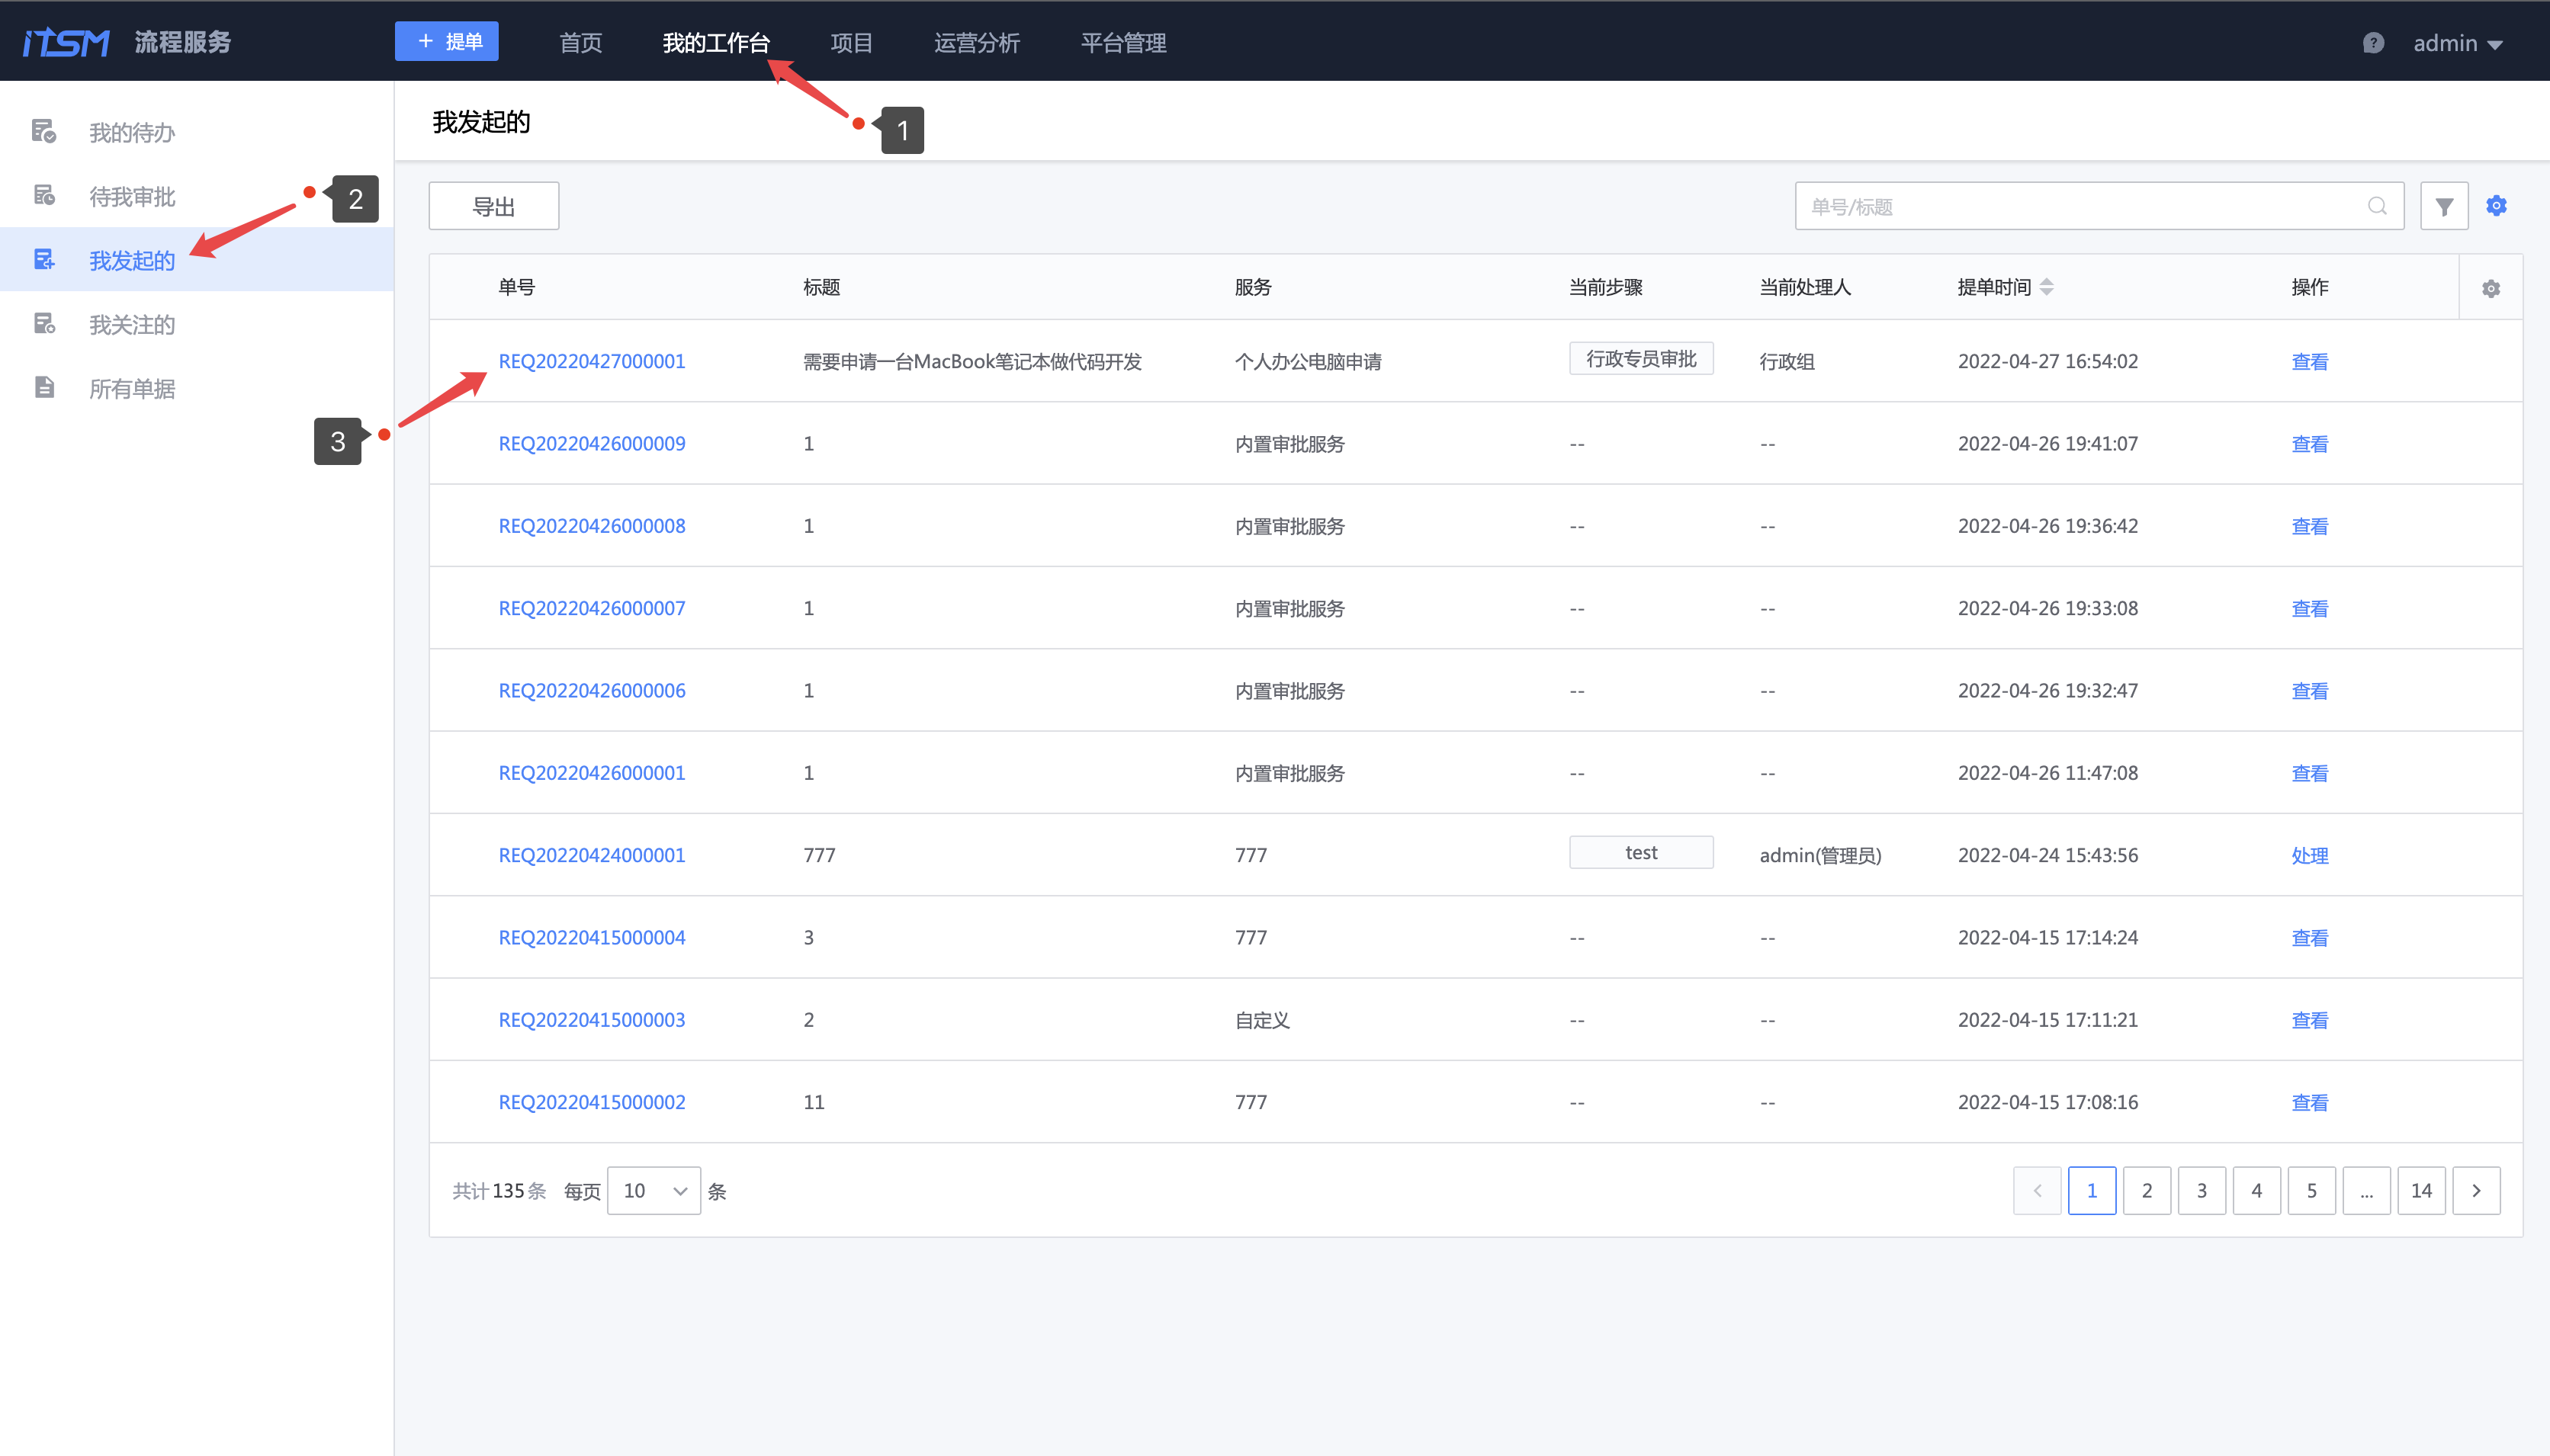 iTSM 流程服务 + 提单 首页 我的工作台 项目 运营分析 平台管理 admin
我的待办
待我审批
我发起的
我关注的
所有单据
1
2
3
我发起的
导出 单号/标题
单号 标题 服务 当前步骤 当前处理人 提单时间 操作
REQ20220427000001 需要申请一台MacBook笔记本做代码开发 个人办公电脑申请 行政专员审批 行政组 2022-04-27 16:54:02 查看
REQ20220426000009 1 内置审批服务 -- -- 2022-04-26 19:41:07 查看
REQ20220426000008 1 内置审批服务 -- -- 2022-04-26 19:36:42 查看
REQ20220426000007 1 内置审批服务 -- -- 2022-04-26 19:33:08 查看
REQ20220426000006 1 内置审批服务 -- -- 2022-04-26 19:32:47 查看
REQ20220426000001 1 内置审批服务 -- -- 2022-04-26 11:47:08 查看
REQ20220424000001 777 777 test admin(管理员) 2022-04-24 15:43:56 处理
REQ20220415000004 3 777 -- -- 2022-04-15 17:14:24 查看
REQ20220415000003 2 自定义 -- -- 2022-04-15 17:11:21 查看
REQ20220415000002 11 777 -- -- 2022-04-15 17:08:16 查看
共计135条 每页 10 条 1 2 3 4 5 ... 14